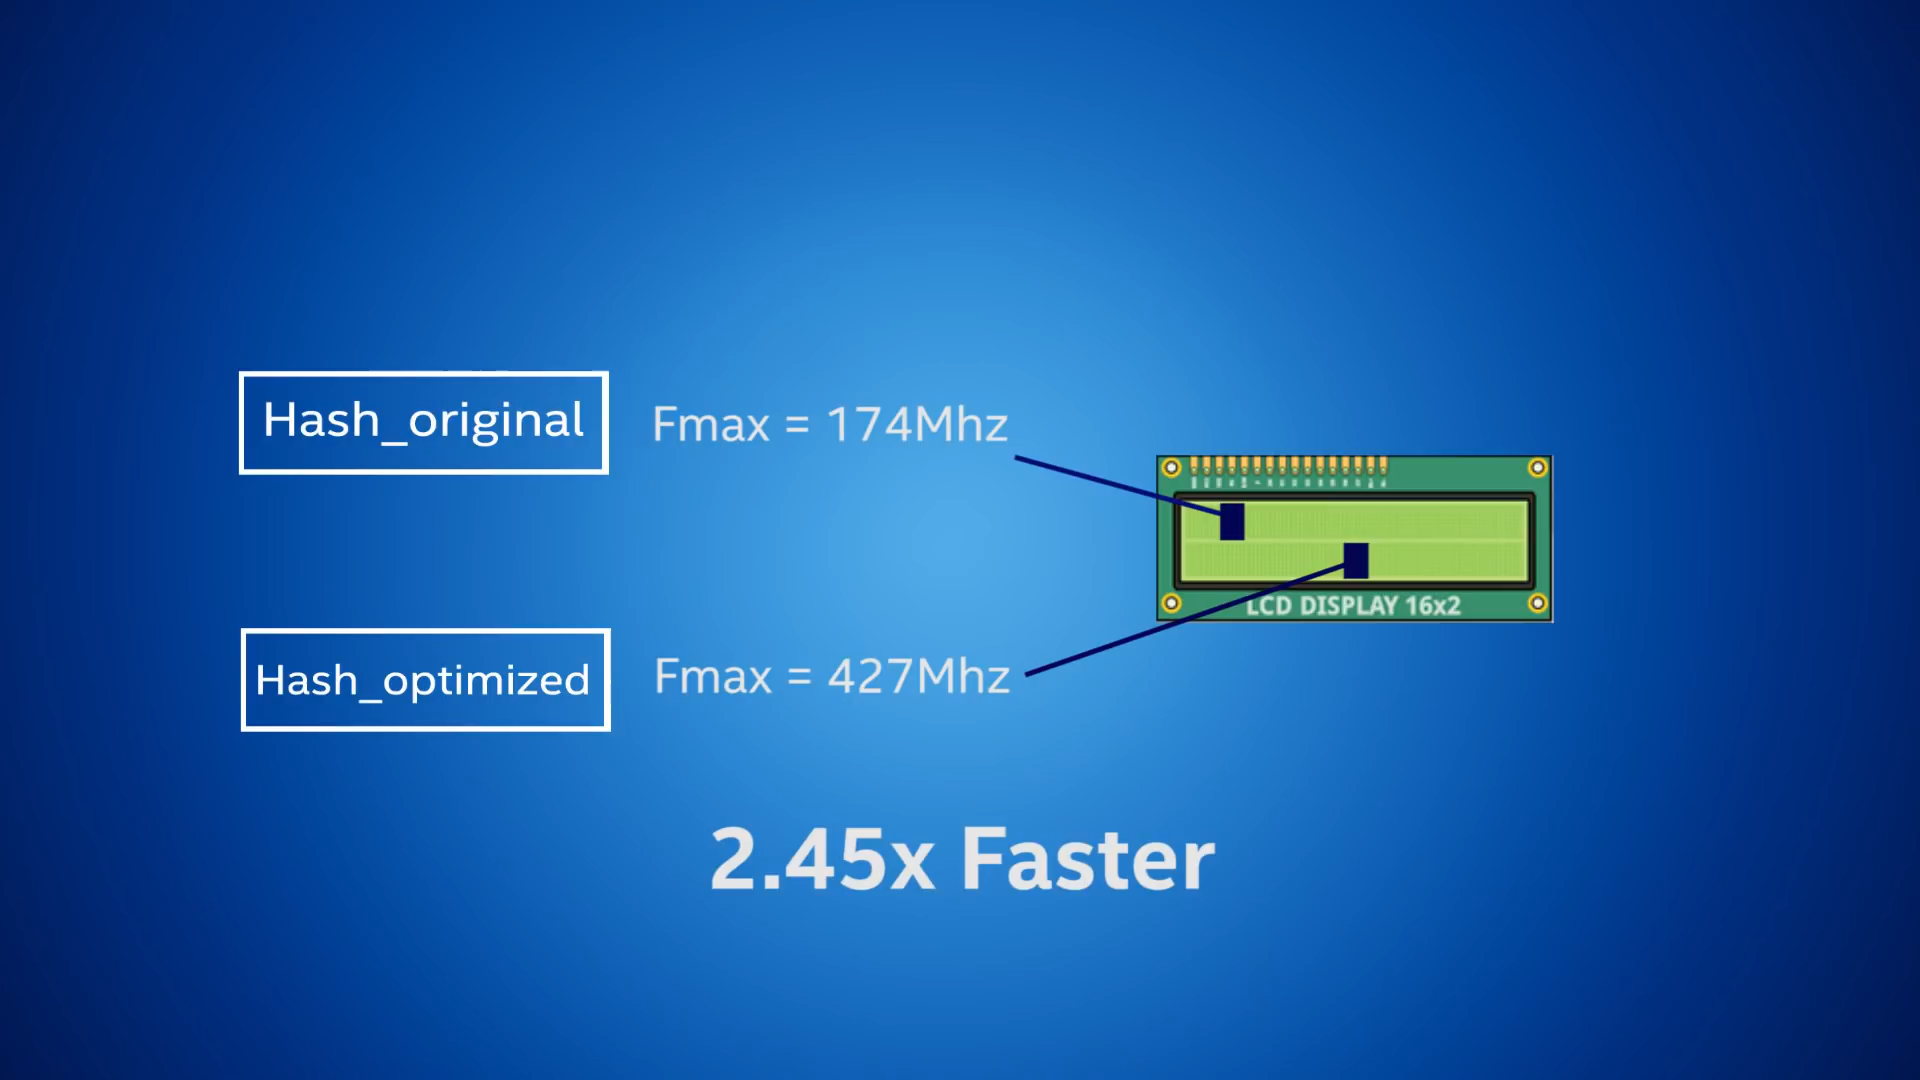 Hash_original
Fmax = 174Mhz
LCD DISPLAY 16x2
Hash_optimized
Fmax = 427Mhz
2.45x Faster